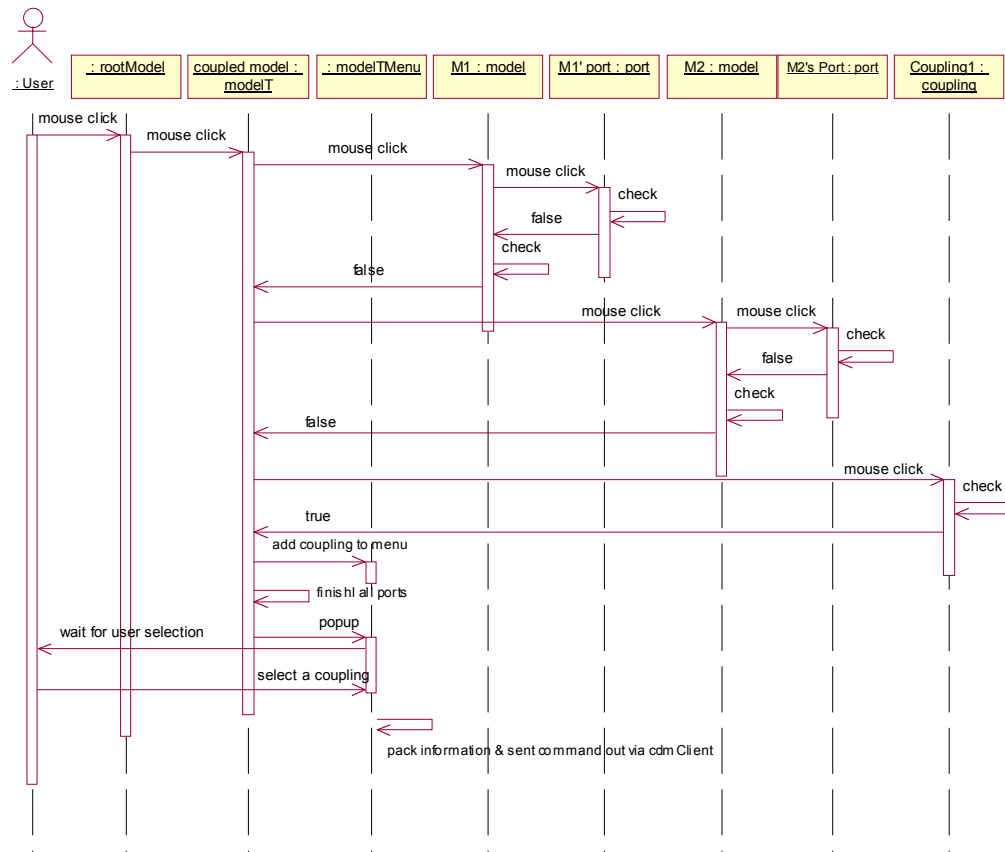 : User
: rootModel
coupled model :
modelT
: modelTMenu
M1 : model
M1' port : port
M2 : model
M2's Port : port
Coupling1 :
coupling
mouse click
mouse click
mouse click
mouse click
check
false
check
false
mouse click
mouse click
check
false
check
false
mouse click
check
true
add coupling to menu
finishl all ports
popup
wait for user selection
select a coupling
pack information & sent command out via cdmClient